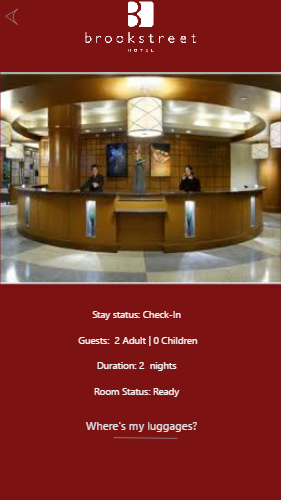 B
brookstreet
HOTEL
Stay status: Check-In
Guests: 2 Adult | 0 Children
Duration: 2 nights
Room Status: Ready
Where's my luggages?